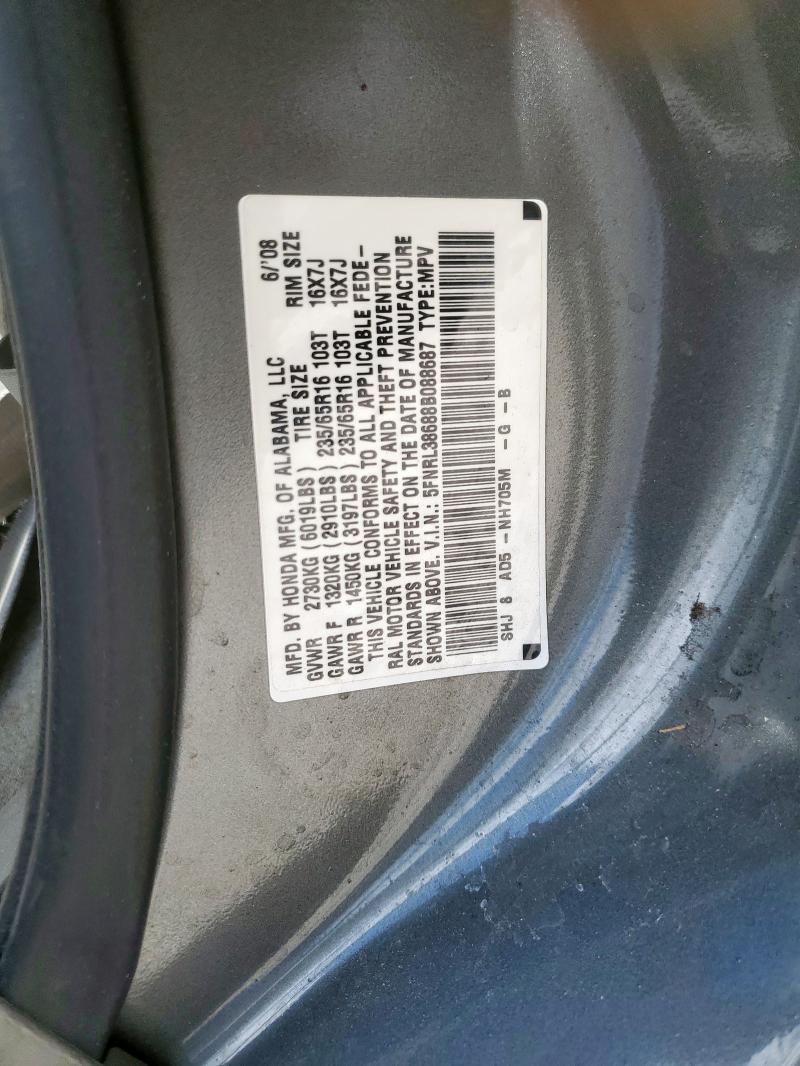 MFD. BY HONDA MFG. OF ALABAMA, LLC 6/'08
GVWR 2730KG (6019LBS) TIRE SIZE RIM SIZE
GAWR F 1320KG (2910LBS) 235/65R16 103T 16X7J
GAWR R 1450KG (3197LBS) 235/65R16 103T 16X7J
THIS VEHICLE CONFORMS TO ALL APPLICABLE FEDE-
RAL MOTOR VEHICLE SAFETY AND THEFT PREVENTION
STANDARDS IN EFFECT ON THE DATE OF MANUFACTURE
SHOWN ABOVE. V.I.N.: 5FNRL38688B088687 TYPE:MPV
SHJ 8 AD5 -NH705M -G -B